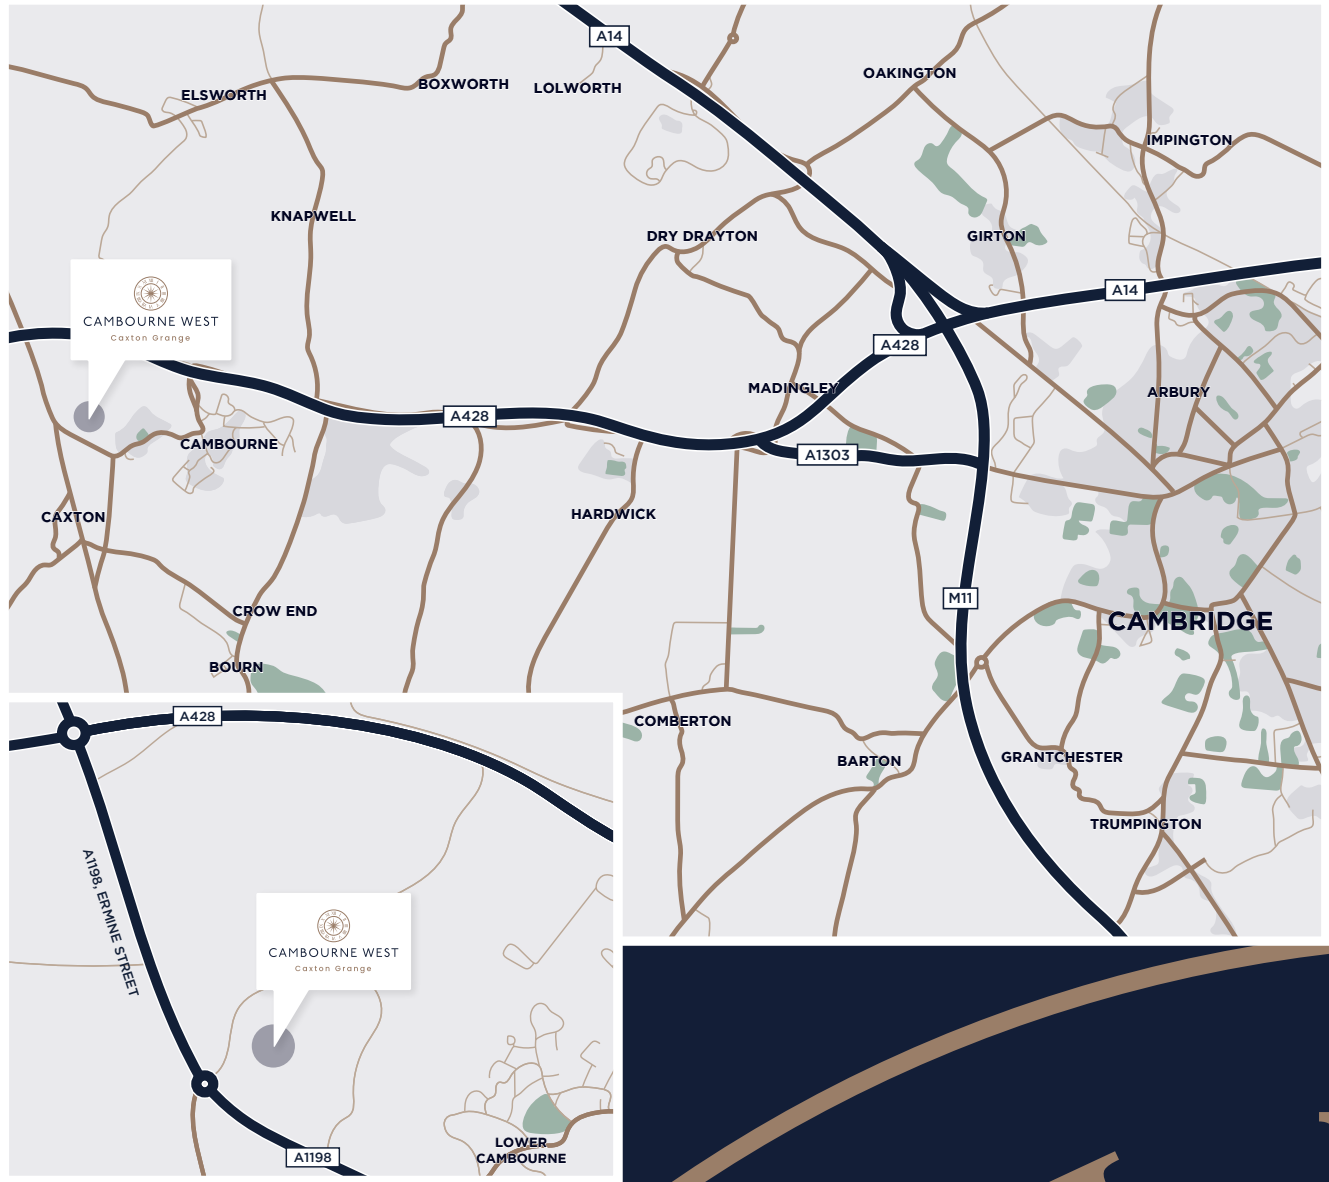 A14
OAKINGTON
BOXWORTH
LOLWORTH
ELSWORTH
IMPINGTON
KNAPWELL
DRY DRAYTON
GIRTON
A14
CAMBOURNE WEST
Caxton Grange
A428
MADINGLEY
ARBURY
A428
CAMBOURNE
A1303
CAXTON
HARDWICK
M11
CROW END
CAMBRIDGE
BOURN
COMBERTON
BARTON
GRANTCHESTER
TRUMPINGTON
A428
A1198, ERMINE STREET
CAMBOURNE WEST
Caxton Grange
LOWER
CAMBOURNE
A1198